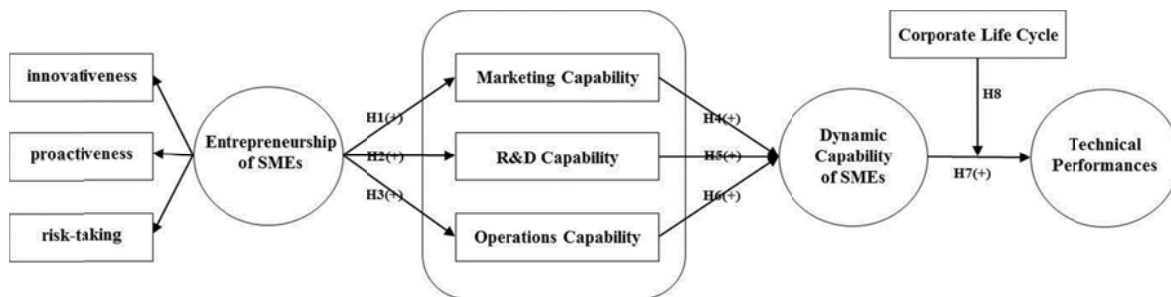 innovativeness
proactiveness
risk-taking
Entrepreneurship
of SMEs
H1(+)
H2(+)
H3(+)
Marketing Capability
R&D Capability
Operations Capability
H4(+)
H5(+)
H6(+)
Dynamic
Capability
of SMEs
Corporate Life Cycle
H8
H7(+)
Technical
Performances